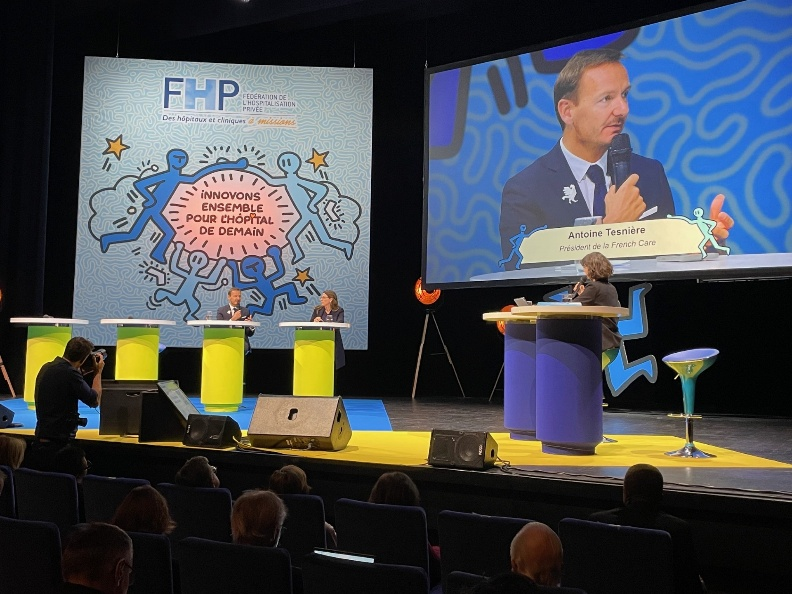 FHP
FÉDÉRATION DE
L'HOSPITALISATION
PRIVÉE
Des hôpitaux et cliniques à missions
iNNOVONS
ENSEMBLE
POUR L'HÔPITAL
DE DEMAIN
Antoine Tesnière
Président de la French Care